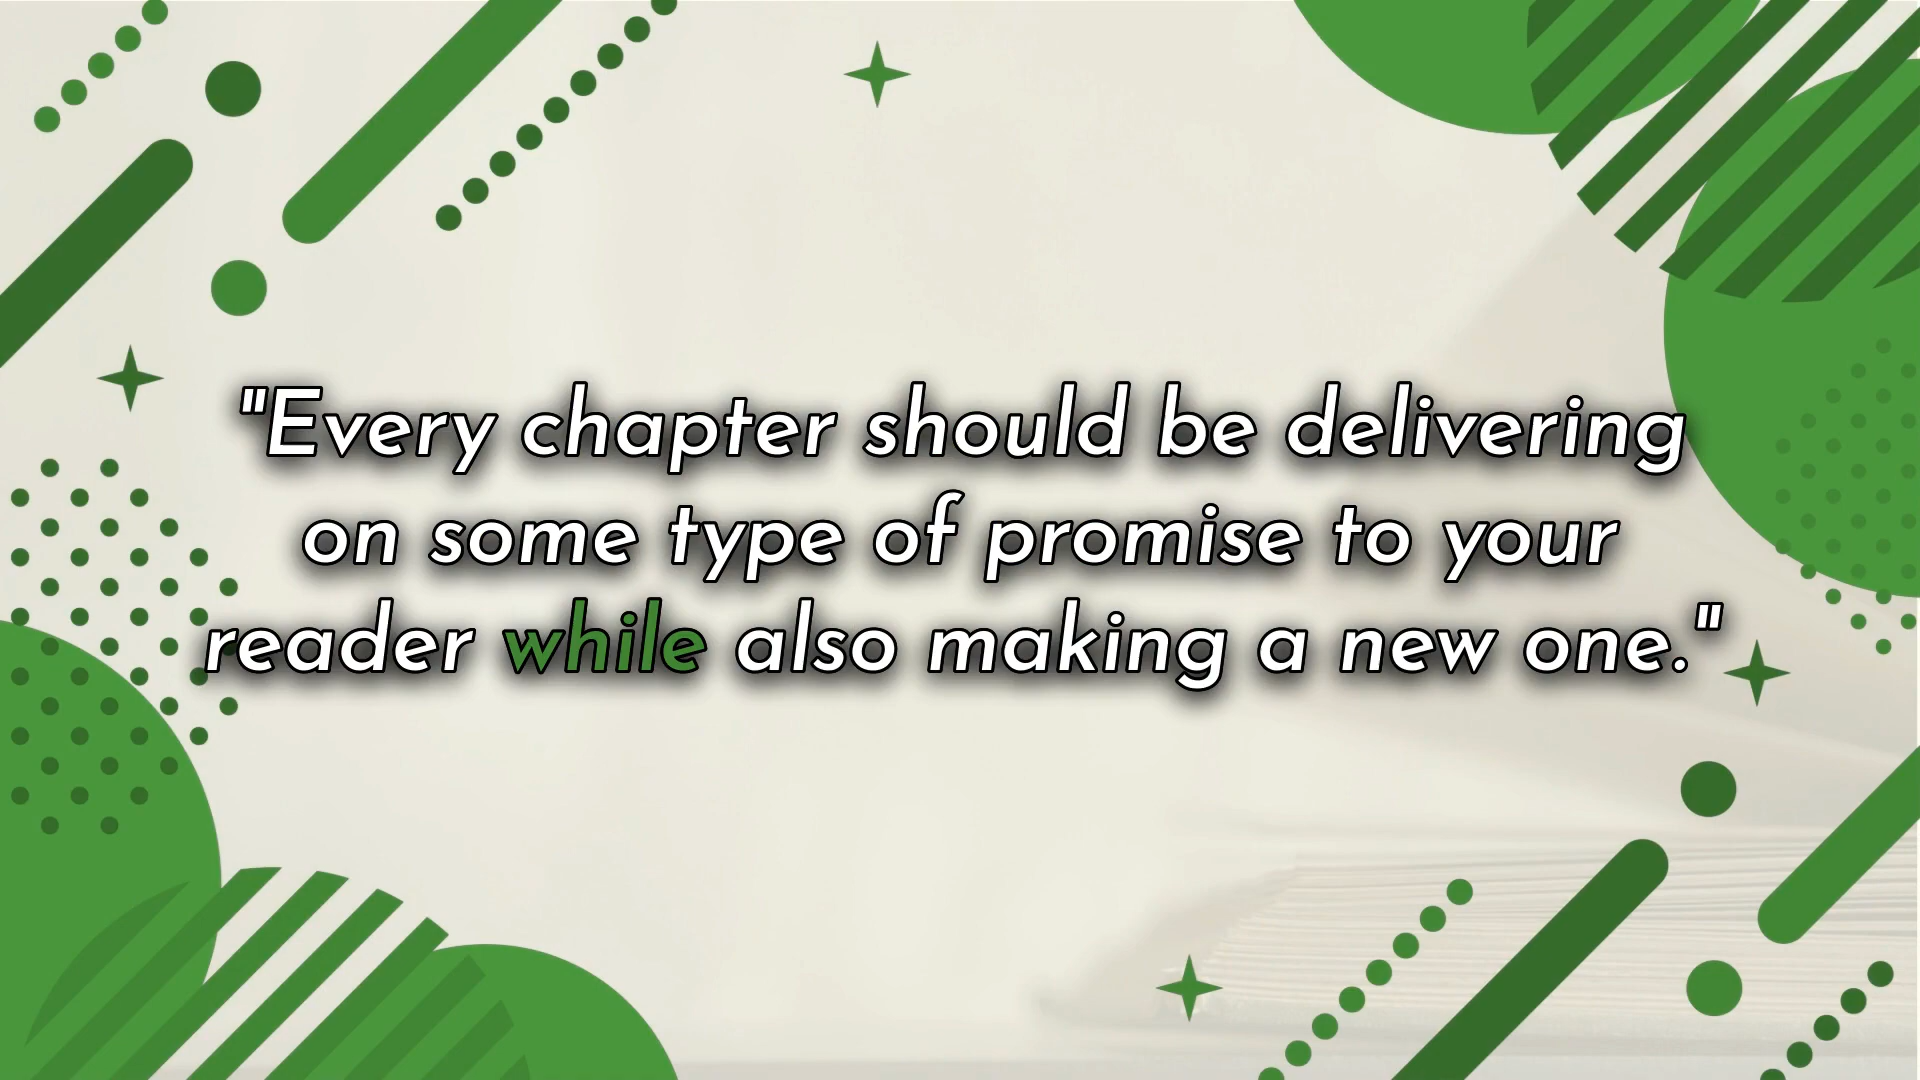 "Every chapter should be delivering
on some type of promise to your
reader while also making a new one."